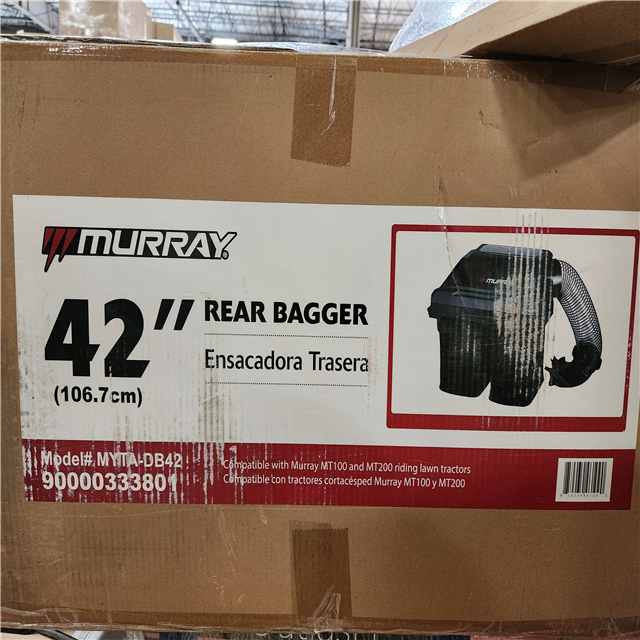 MURRAY
42" REAR BAGGER
Ensacadora Trasera
(106.7cm)
MURRAY
Model# MYTA-DB42
90000333801
Compatible with Murray MT100 and MT200 riding lawn tractors
Compatible con tractores cortacésped Murray MT100 y MT200